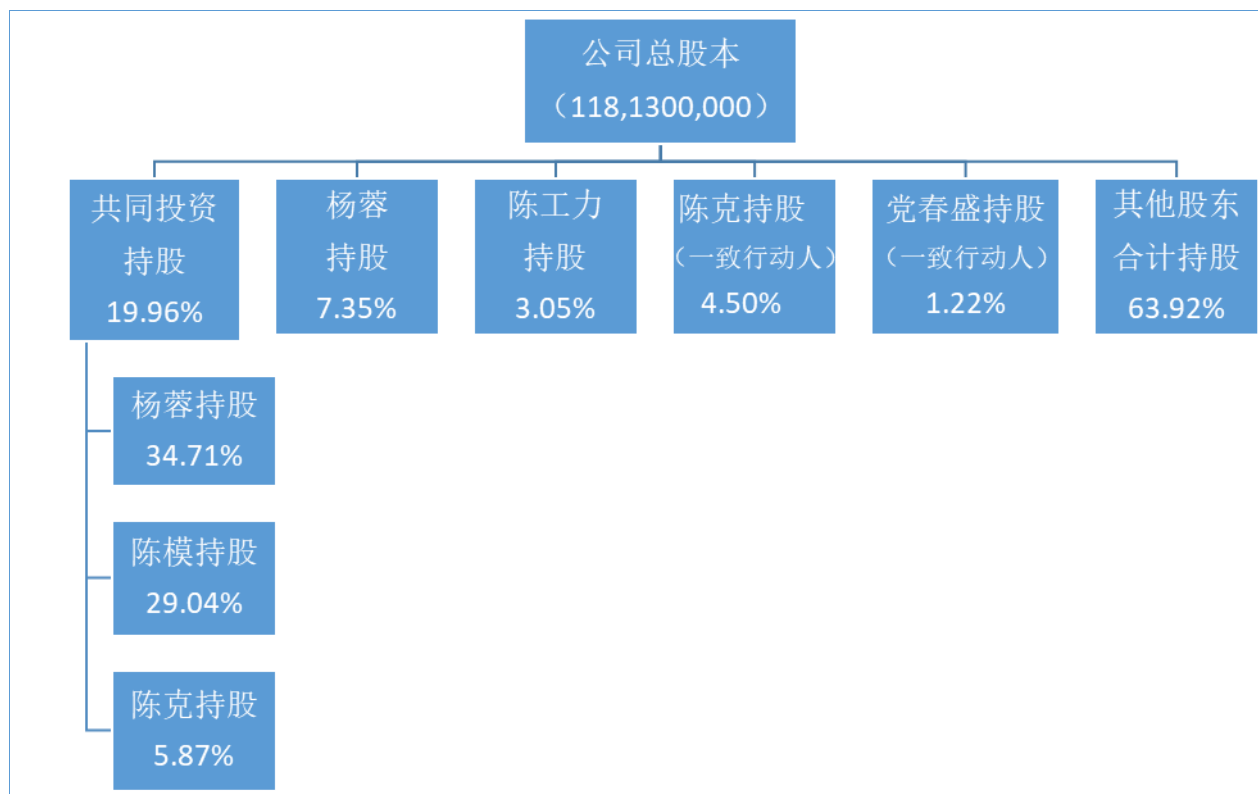 公司总股本
（118,1300,000）
共同投资
持股
19.96%
杨蓉
持股
7.35%
陈工力
持股
3.05%
陈克持股
（一致行动人）
4.50%
党春盛持股
（一致行动人）
1.22%
其他股东
合计持股
63.92%
杨蓉持股
34.71%
陈模持股
29.04%
陈克持股
5.87%